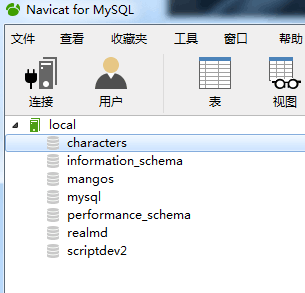 Navicat for MySQL
文件 查看 收藏夹 工具 窗口 帮助
连接 用户 表 视图
local
characters
information_schema
mangos
mysql
performance_schema
realmd
scriptdev2